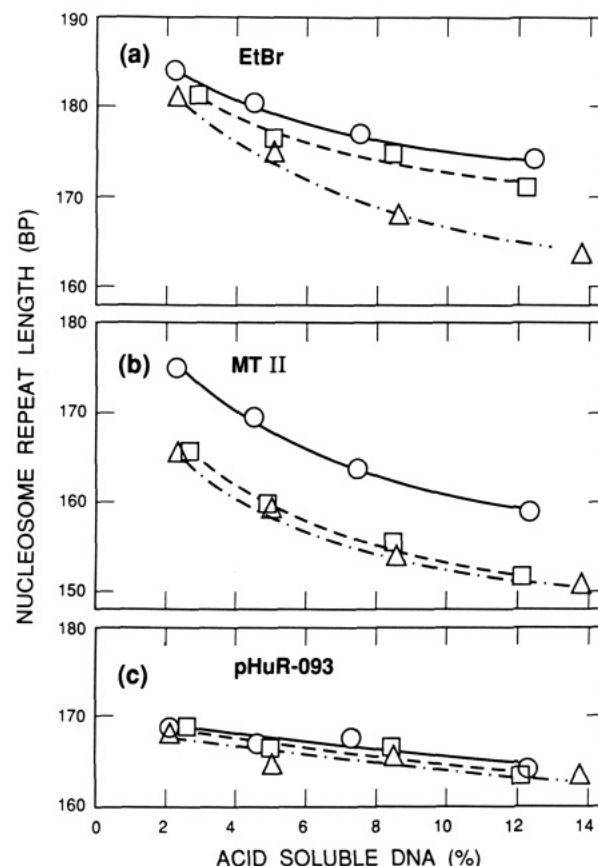 190
(a) EtBr
180
170
160
180
(b) MT II
170
160
150
180
(c) pHuR-093
170
160
0 2 4 6 8 10 12 14
NUCLEOSOME REPEAT LENGTH (BP)
ACID SOLUBLE DNA (%)